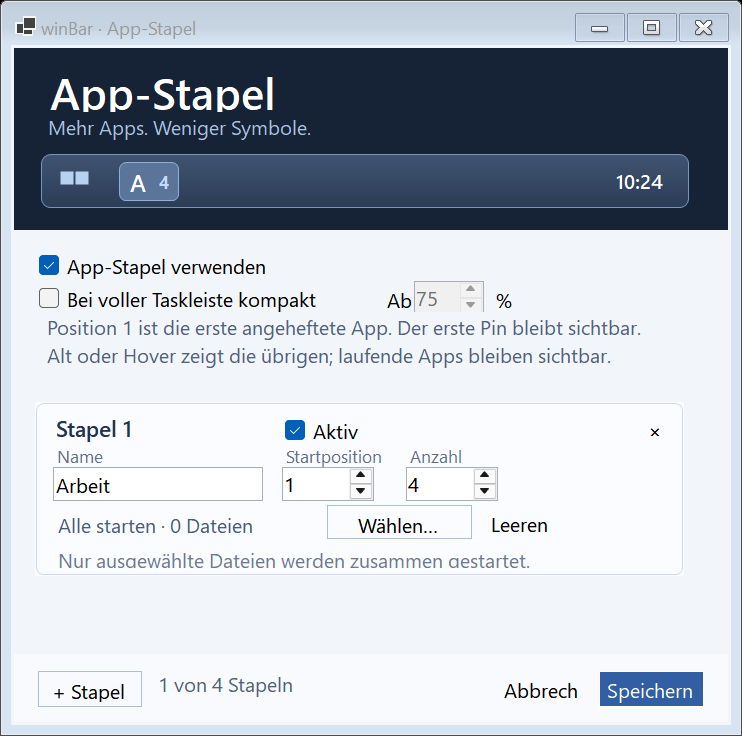 winBar · App-Stapel
App-Stapel
Mehr Apps. Weniger Symbole.
A 4 10:24
App-Stapel verwenden
Bei voller Taskleiste kompakt Ab 75 %
Position 1 ist die erste angeheftete App. Der erste Pin bleibt sichtbar.
Alt oder Hover zeigt die übrigen; laufende Apps bleiben sichtbar.
Stapel 1 Aktiv ×
Name Startposition Anzahl
Arbeit 1 4
Alle starten · 0 Dateien Wählen... Leeren
Nur ausgewählte Dateien werden zusammen gestartet.
+ Stapel 1 von 4 Stapeln Abbrech Speichern